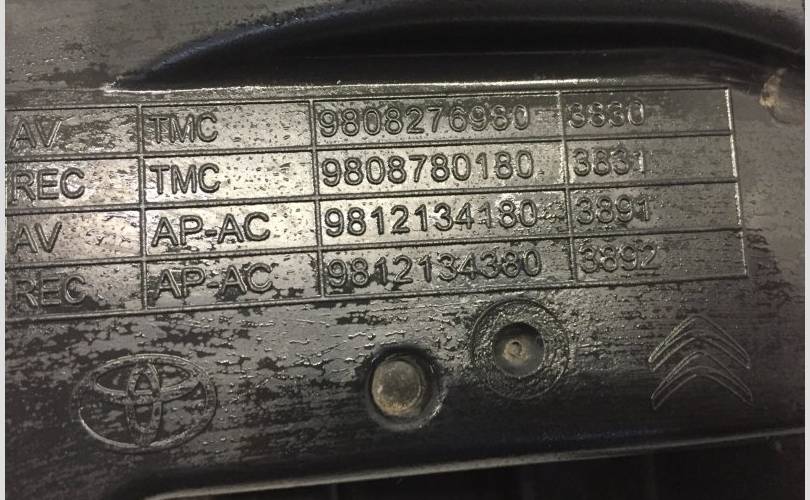 AV TMC 9808276980 3830
REC TMC 9808780180 3831
AV AP-AC 9812134180 3891
REC AP-AC 9812134380 3892